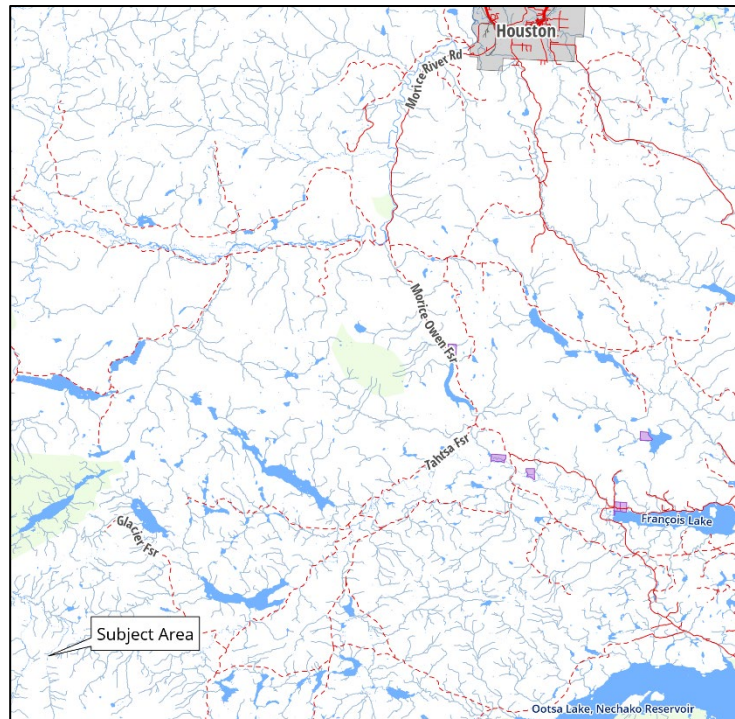 Houston
Morice River Rd
Morice Owen Fsr
Tahtsa Fsr
François Lake
Glacier Fsr
Subject Area
Ootsa Lake, Nechako Reservoir